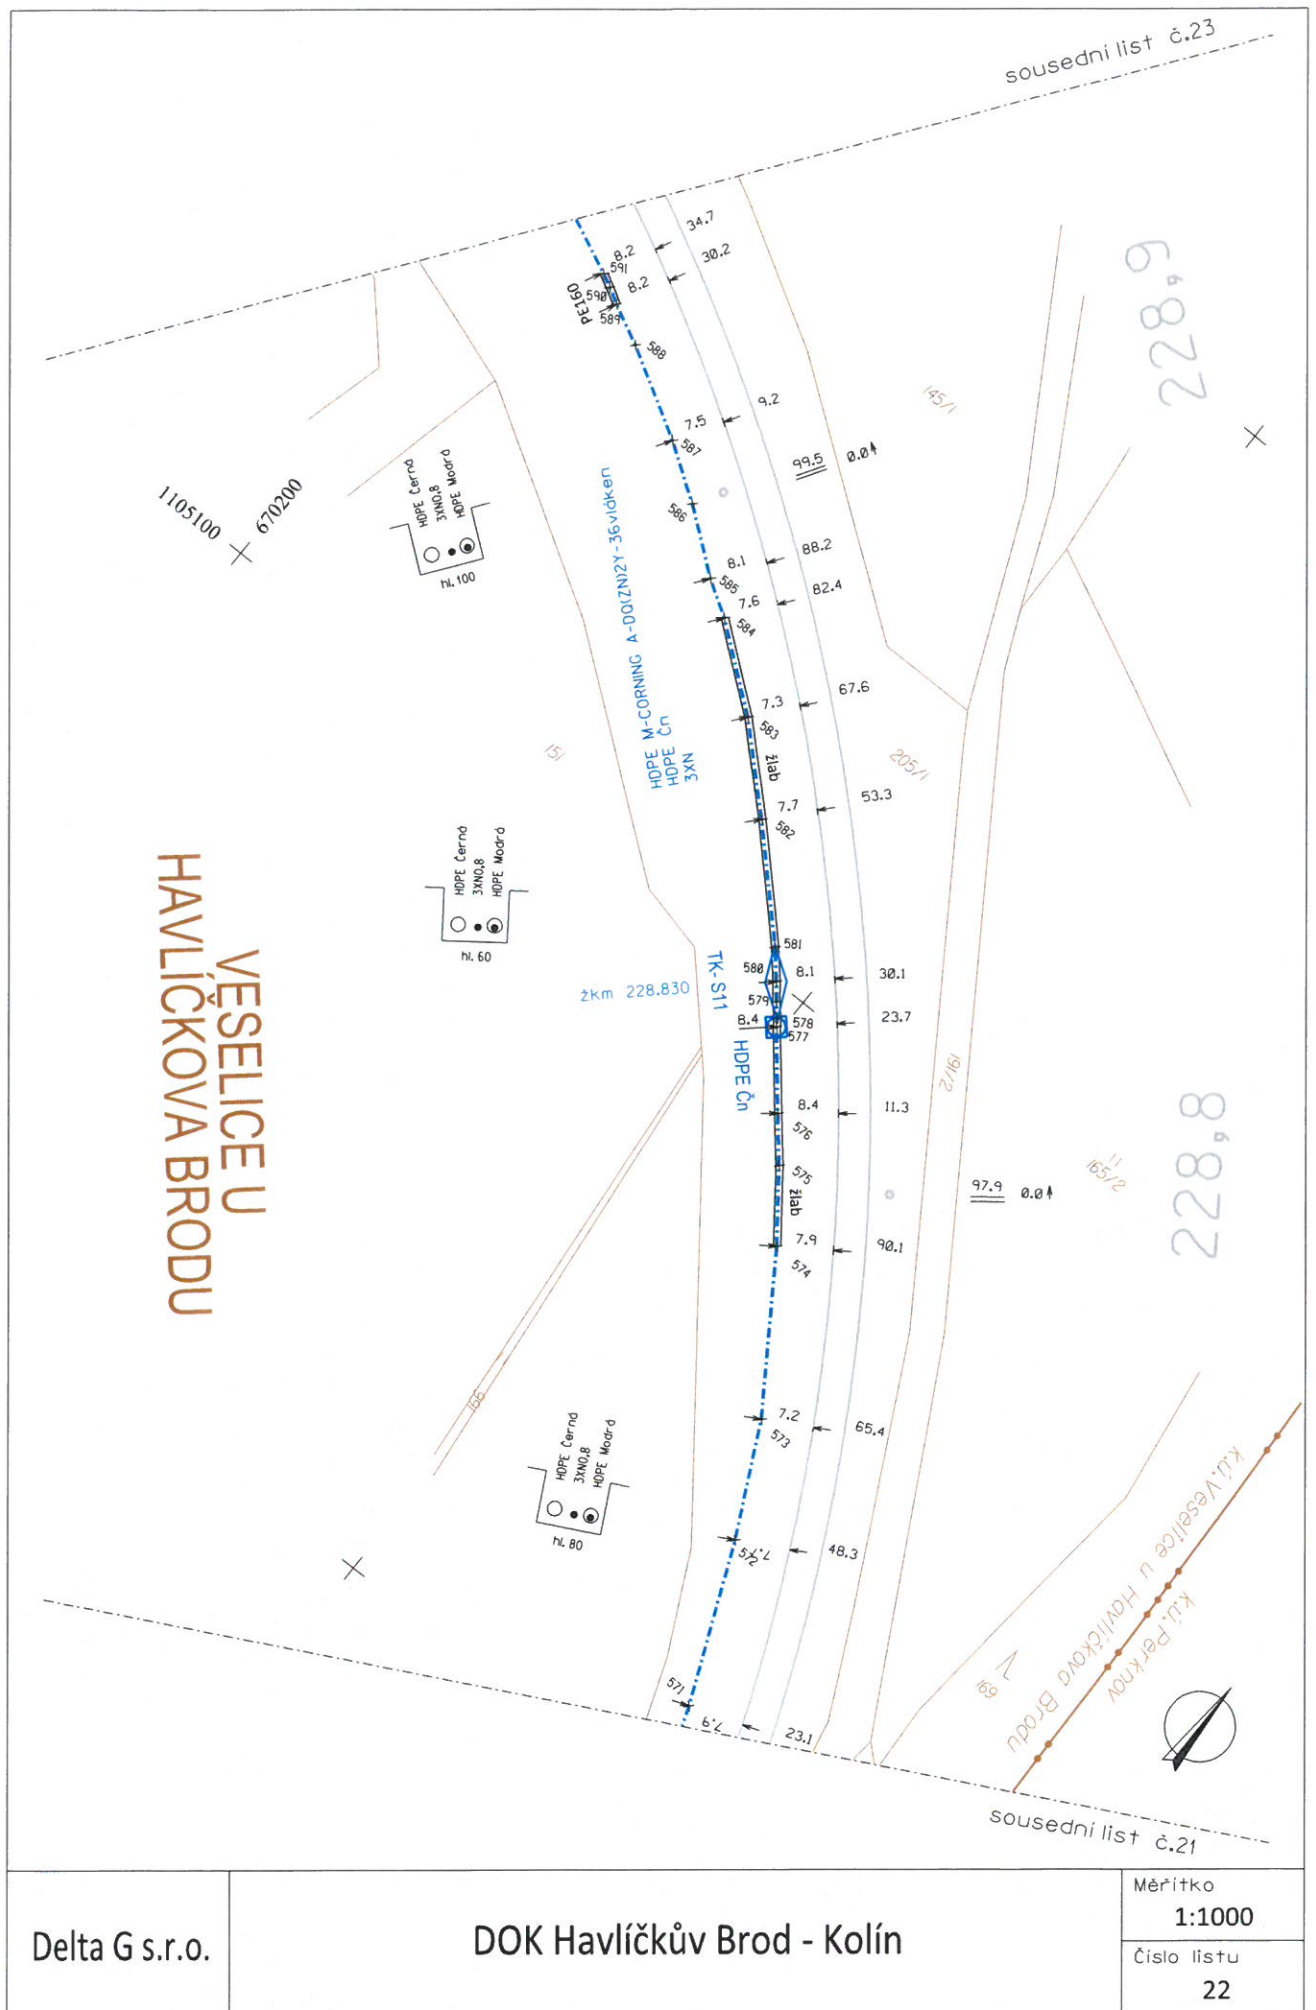 sousední list č.23
34.7
30.2
8.2
591
590
8.2
589
PE160
588
228,9
145/1
9.2
7.5
587
99.5
0.0
1105100
670200
HDPE Černá
3XN0,8
HDPE Modrá
hl. 100
586
HDPE M-CORNING A-DQ(ZN)2Y-36vláken
HDPE Čn
3XN
88.2
8.1
585
82.4
7.6
584
67.6
7.3
583
151
205/1
žlab
53.3
7.7
582
HDPE Černá
3XN0,8
HDPE Modrá
hl. 60
VESELICE U
HAVLÍČKOVA BRODU
581
580
8.1
30.1
TK-S11
žkm 228.830
579
8.4
578
577
23.7
HDPE Čn
191/2
8.4
11.3
576
228,8
165/2
575
97.9
0.0
žlab
7.9
90.1
574
166
7.2
65.4
573
HDPE Černá
3XN0,8
HDPE Modrá
hl. 80
572
7.7
48.3
k.ú.Veselice u Havlíčkova Brodu
k.ú.Perknov
169
571
7.9
23.1
sousední list č.21
Delta G s.r.o.
DOK Havlíčkův Brod - Kolín
Měřítko
1:1000
Číslo listu
22